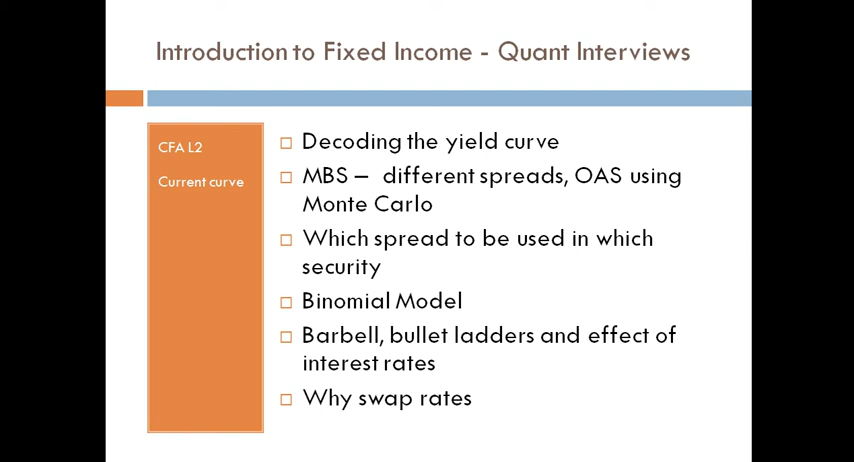 Introduction to Fixed Income - Quant Interviews
CFA L2
Current curve
Decoding the yield curve
MBS – different spreads, OAS using
Monte Carlo
Which spread to be used in which
security
Binomial Model
Barbell, bullet ladders and effect of
interest rates
Why swap rates